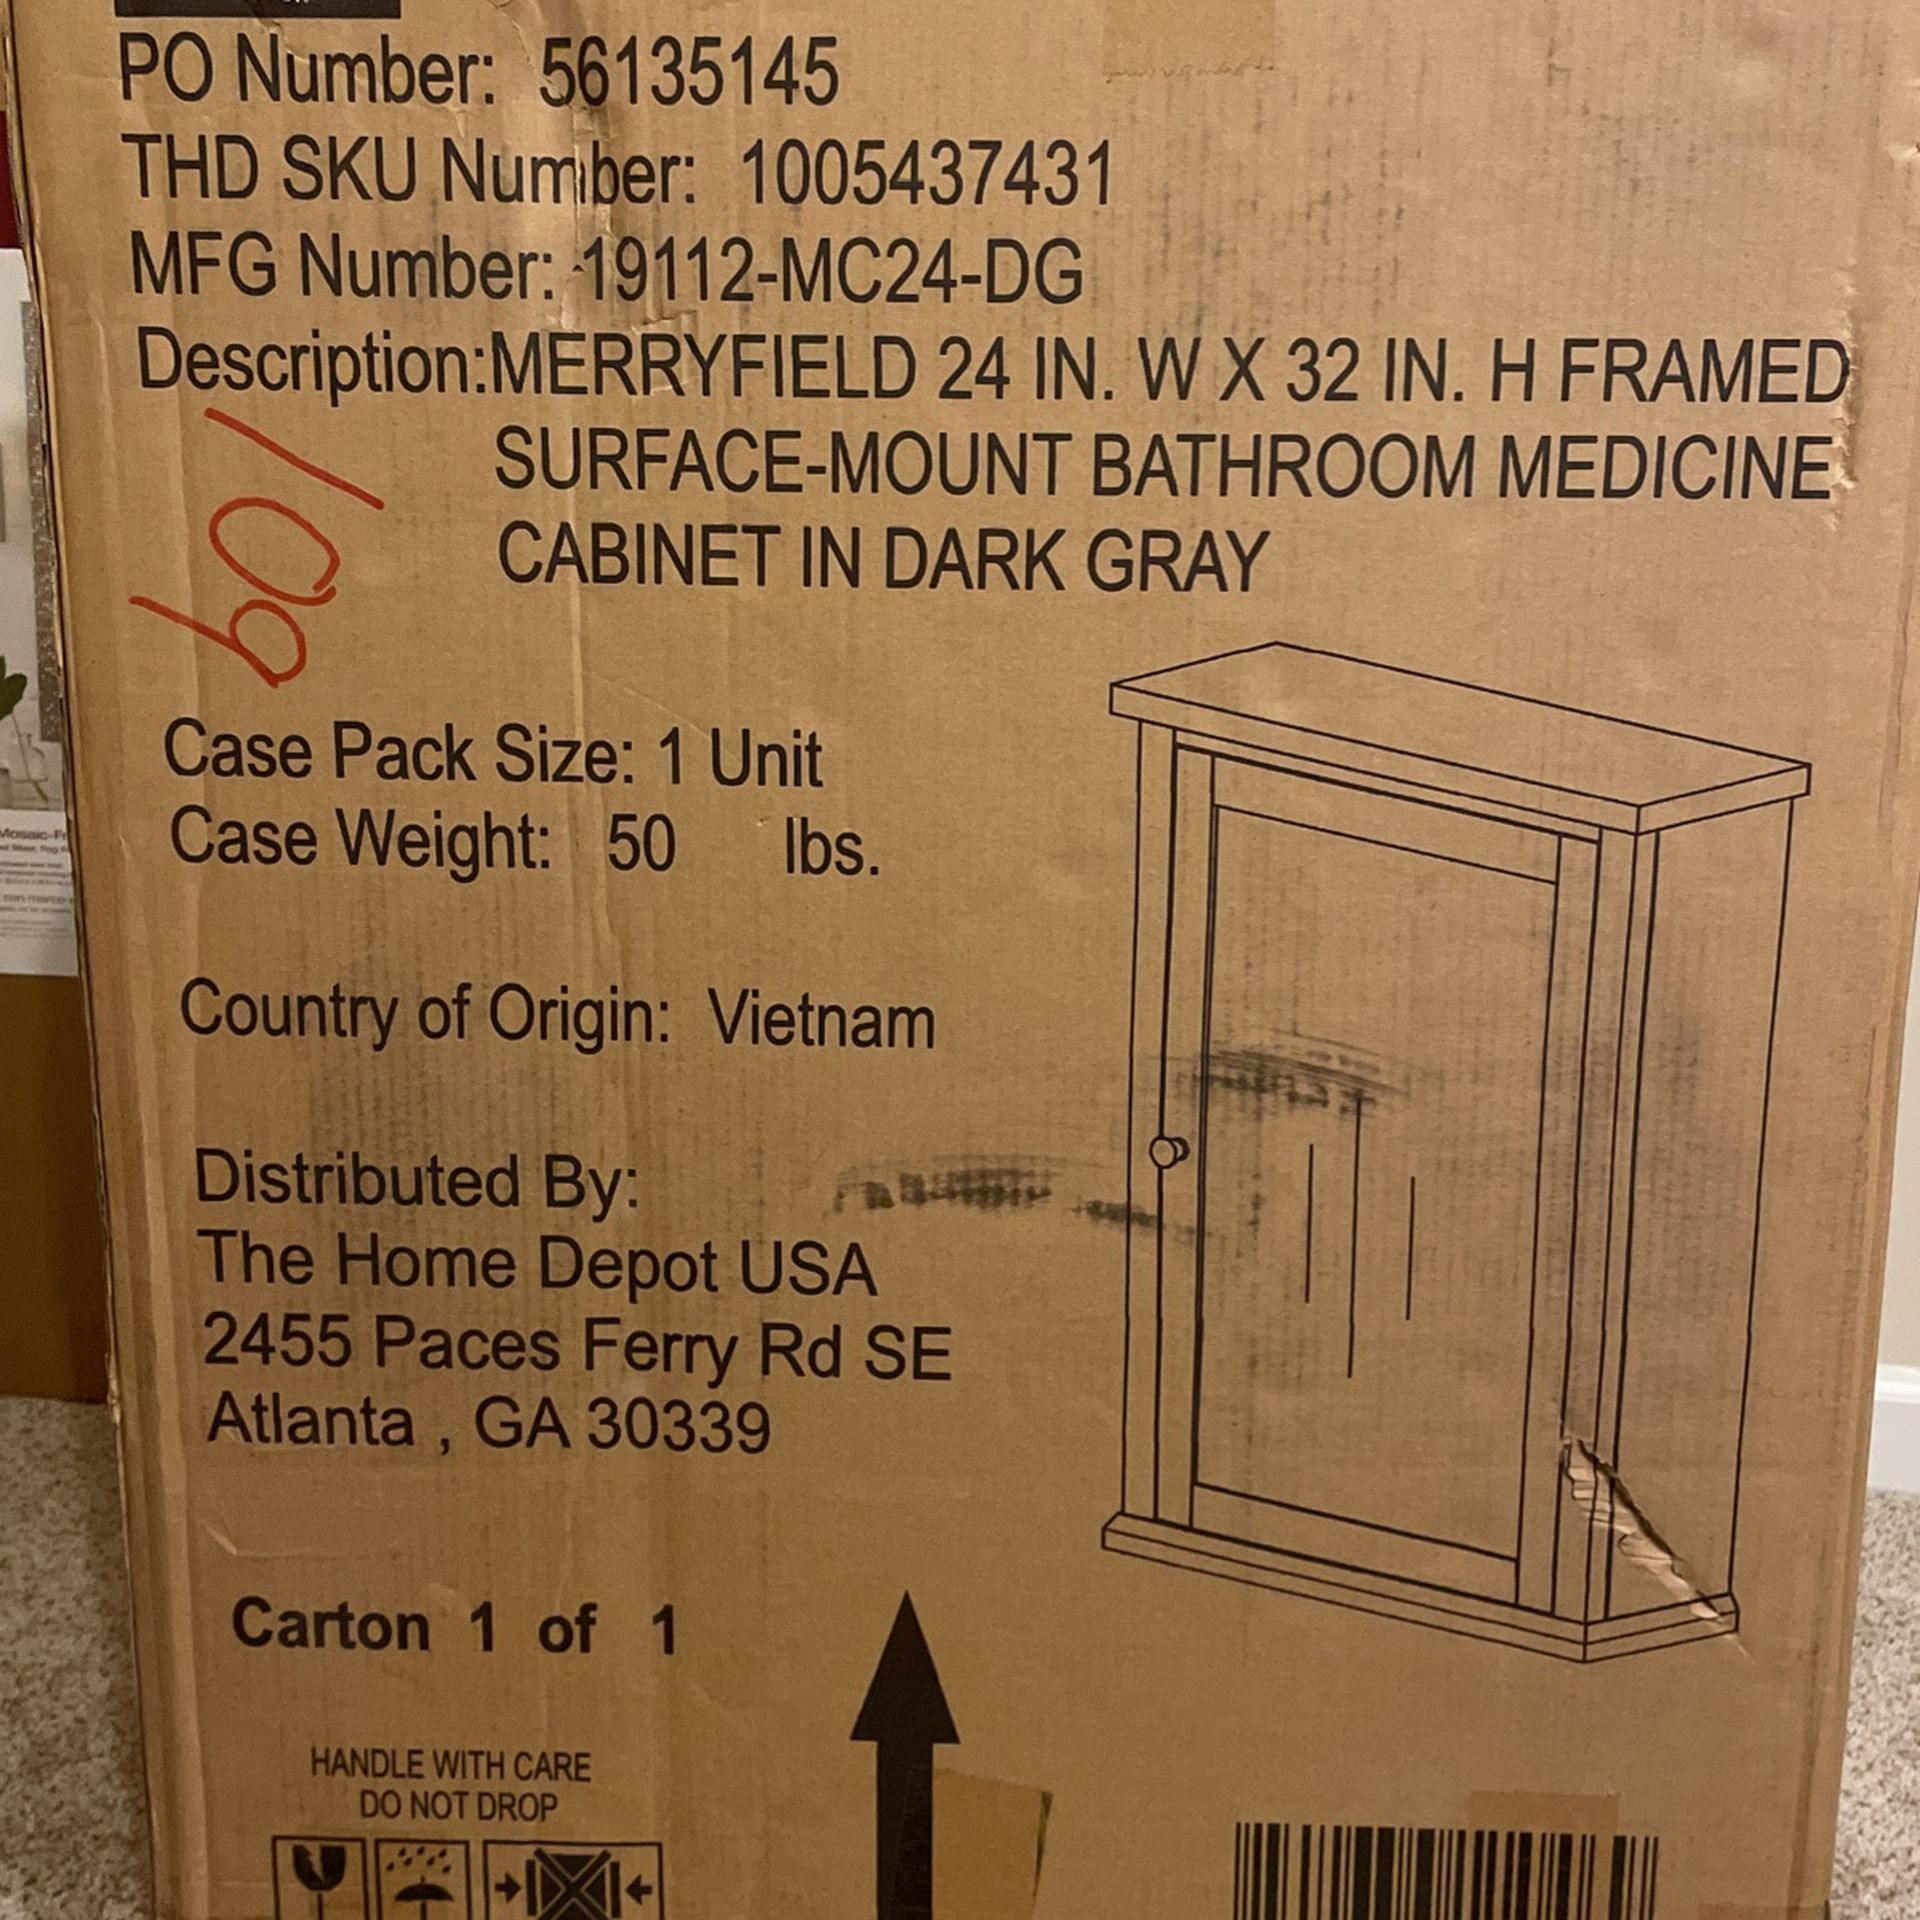 PO Number: 56135145
THD SKU Number: 1005437431
MFG Number: 19112-MC24-DG
Description:MERRYFIELD 24 IN. W X 32 IN. H FRAMED
SURFACE-MOUNT BATHROOM MEDICINE
CABINET IN DARK GRAY
109
Case Pack Size: 1 Unit
Case Weight: 50 lbs.
Country of Origin: Vietnam
Distributed By:
The Home Depot USA
2455 Paces Ferry Rd SE
Atlanta , GA 30339
Carton 1 of 1
HANDLE WITH CARE
DO NOT DROP